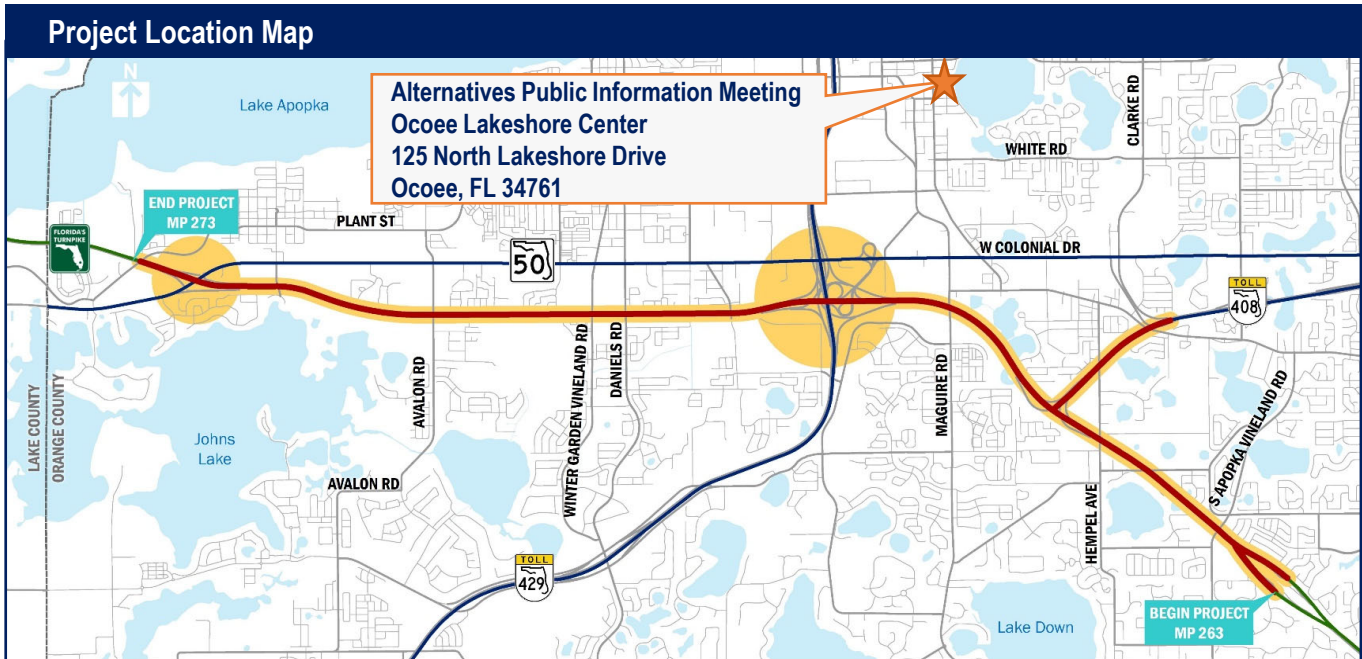 Project Location Map
N
Lake Apopka
Alternatives Public Information Meeting
Ocoee Lakeshore Center
125 North Lakeshore Drive
Ocoee, FL 34761
CLARKE RD
WHITE RD
END PROJECT
MP 273
PLANT ST
FLORIDA'S
TURNPIKE
50
W COLONIAL DR
TOLL
408
AVALON RD
WINTER GARDEN VINELAND RD
DANIELS RD
MAGUIRE RD
LAKE COUNTY
ORANGE COUNTY
Johns
Lake
AVALON RD
S APOPKA VINELAND RD
HEMPEL AVE
TOLL
429
Lake Down
BEGIN PROJECT
MP 263